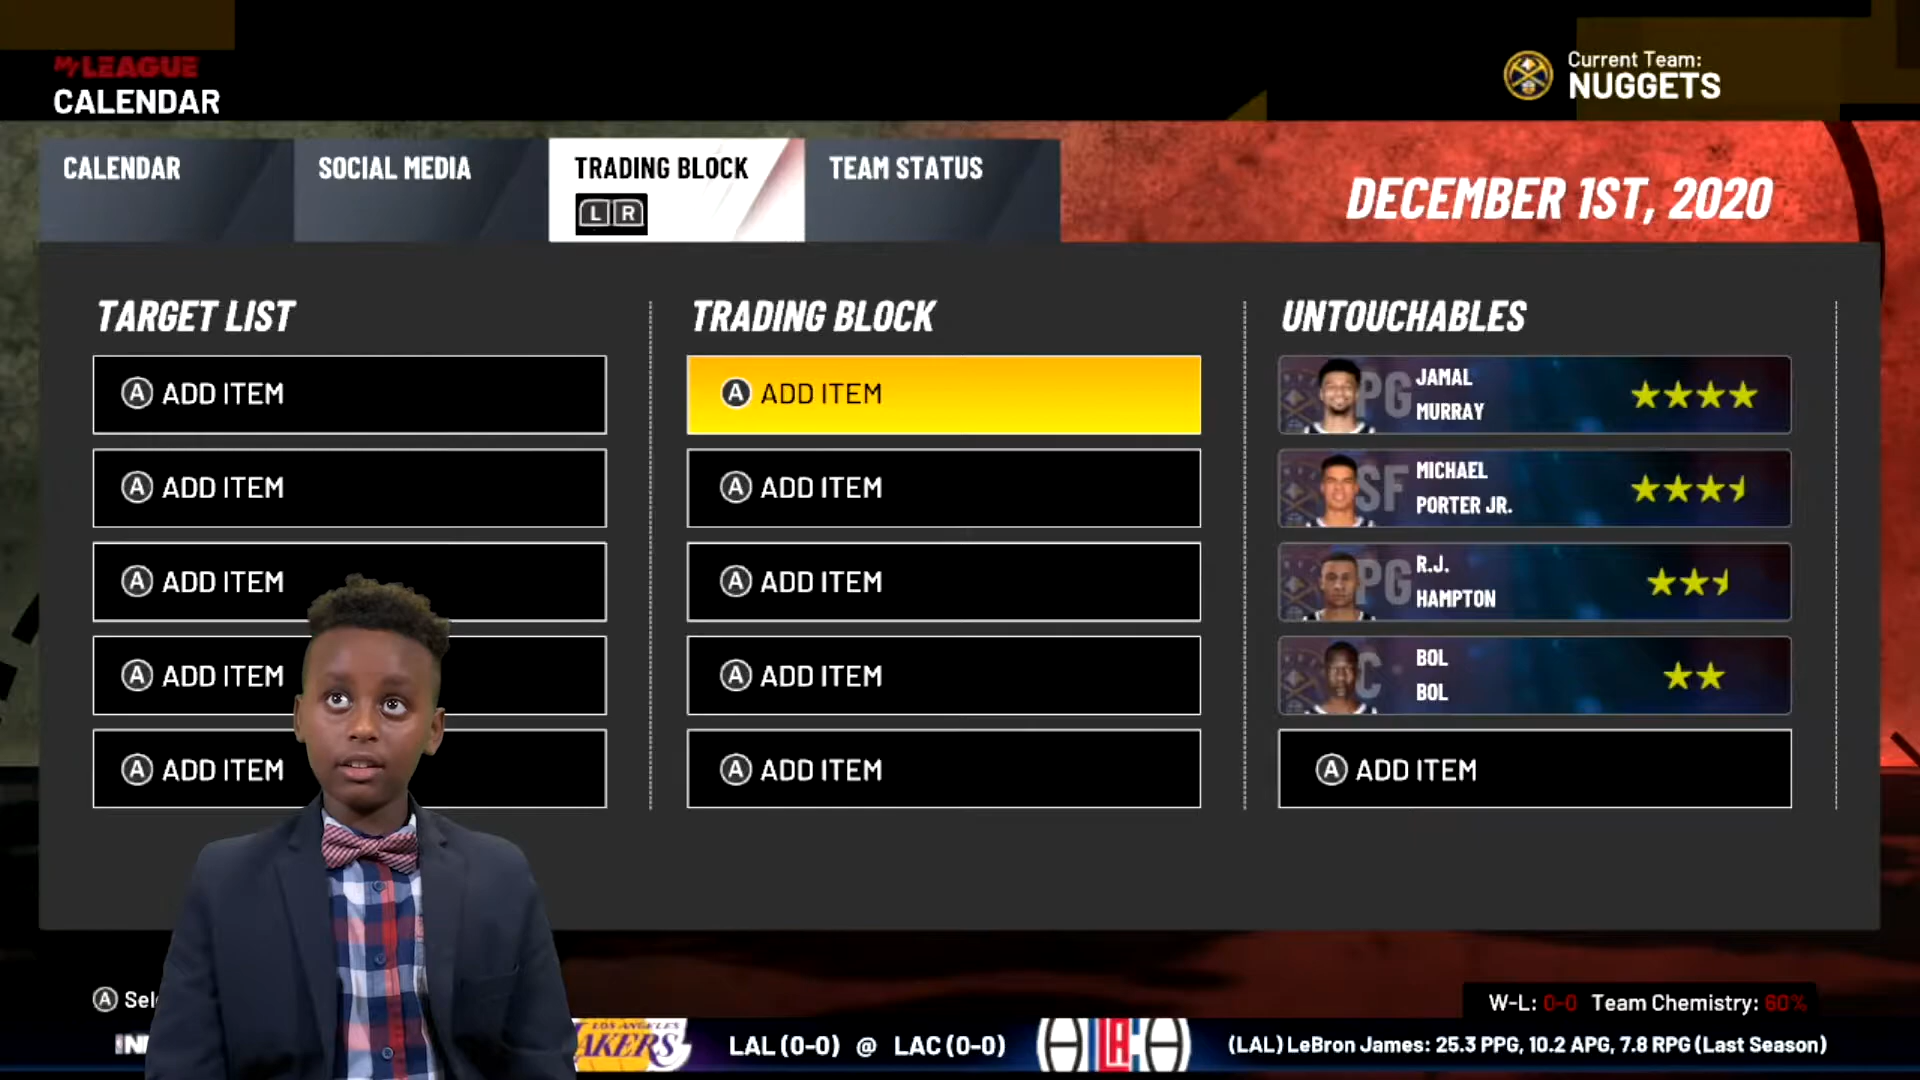 MyLEAGUE
CALENDAR
Current Team:
NUGGETS
CALENDAR
SOCIAL MEDIA
TRADING BLOCK
L R
TEAM STATUS
DECEMBER 1ST, 2020
TARGET LIST
A ADD ITEM
A ADD ITEM
A ADD ITEM
A ADD ITEM
A ADD ITEM
TRADING BLOCK
A ADD ITEM
A ADD ITEM
A ADD ITEM
A ADD ITEM
A ADD ITEM
UNTOUCHABLES
PG
JAMAL
MURRAY
SF
MICHAEL
PORTER JR.
PG
R.J.
HAMPTON
C
BOL
BOL
A ADD ITEM
A
W-L: 0-0 Team Chemistry: 60%
LOS ANGELES
LAKERS
LAL (0-0) @ LAC (0-0)
LAC
(LAL) LeBron James: 25.3 PPG, 10.2 APG, 7.8 RPG (Last Season)